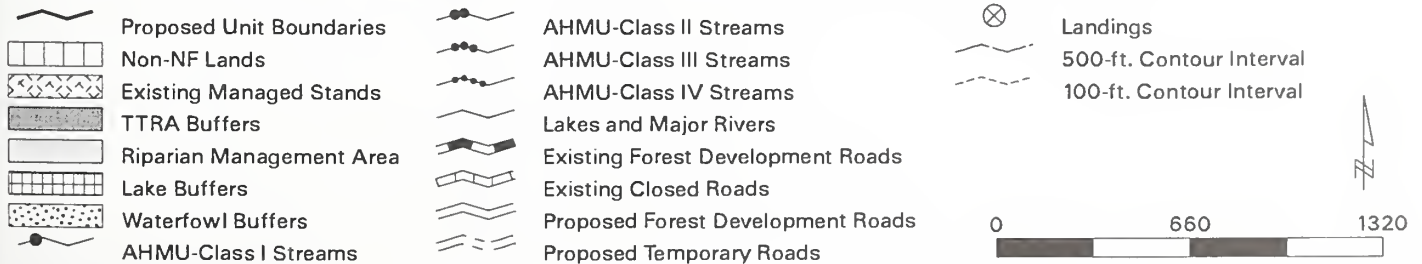 Proposed Unit Boundaries
Non-NF Lands
Existing Managed Stands
TTRA Buffers
Riparian Management Area
Lake Buffers
Waterfowl Buffers
AHMU-Class I Streams
AHMU-Class II Streams
AHMU-Class III Streams
AHMU-Class IV Streams
Lakes and Major Rivers
Existing Forest Development Roads
Existing Closed Roads
Proposed Forest Development Roads
Proposed Temporary Roads
Landings
500-ft. Contour Interval
100-ft. Contour Interval
N
0 660 1320